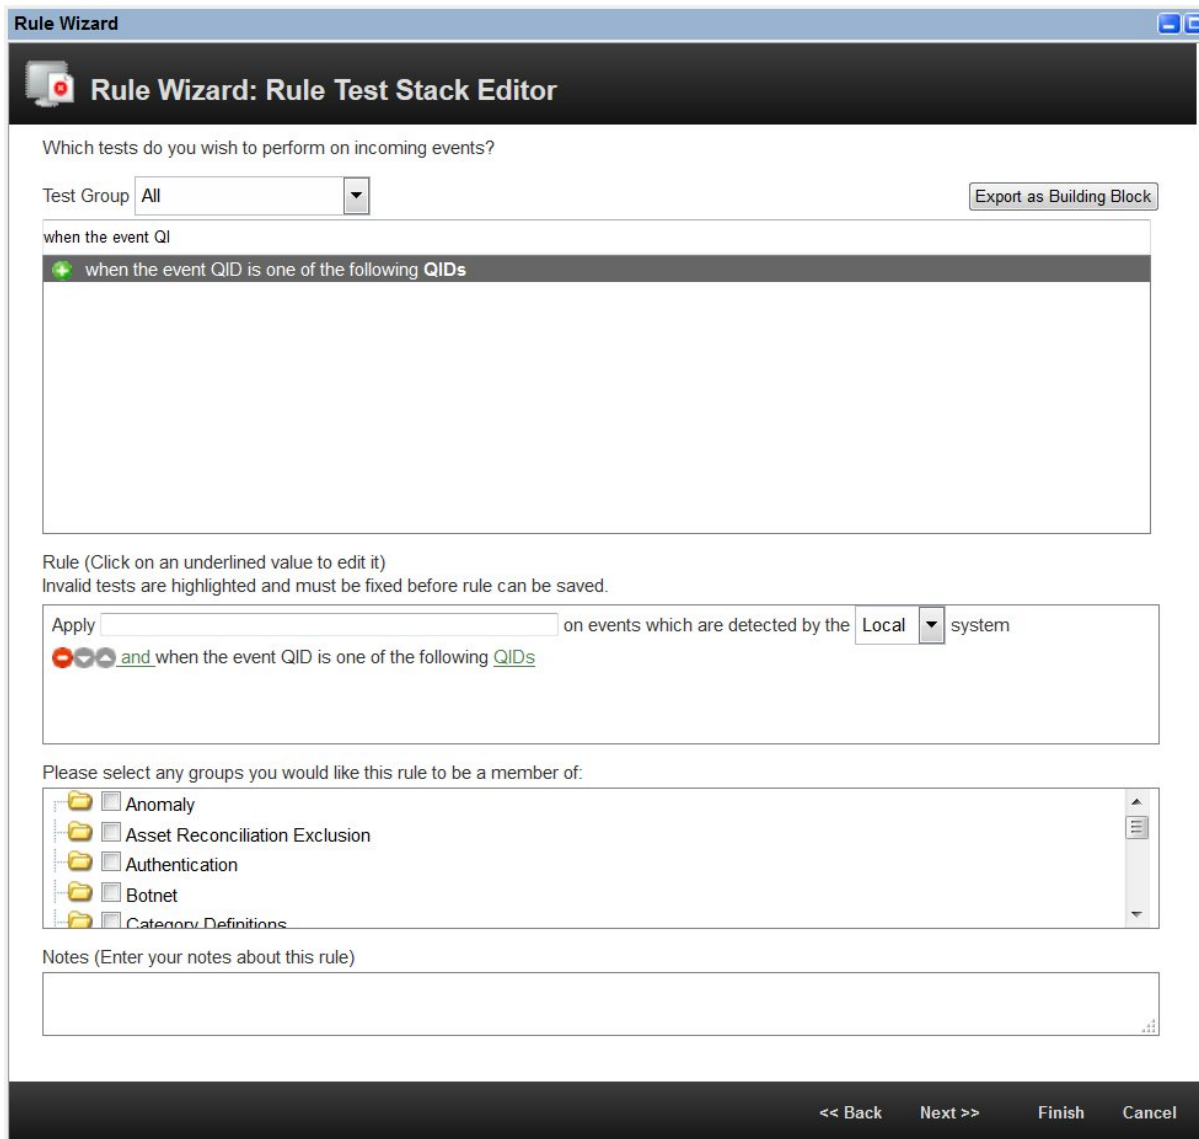 Rule Wizard
Rule Wizard: Rule Test Stack Editor
Which tests do you wish to perform on incoming events?
Test Group All Export as Building Block
when the event QI
when the event QID is one of the following QIDs
Rule (Click on an underlined value to edit it)
Invalid tests are highlighted and must be fixed before rule can be saved.
Apply on events which are detected by the Local system
and when the event QID is one of the following QIDs
Please select any groups you would like this rule to be a member of:
Anomaly
Asset Reconciliation Exclusion
Authentication
Botnet
Category Definitions
Notes (Enter your notes about this rule)
<< Back Next >> Finish Cancel